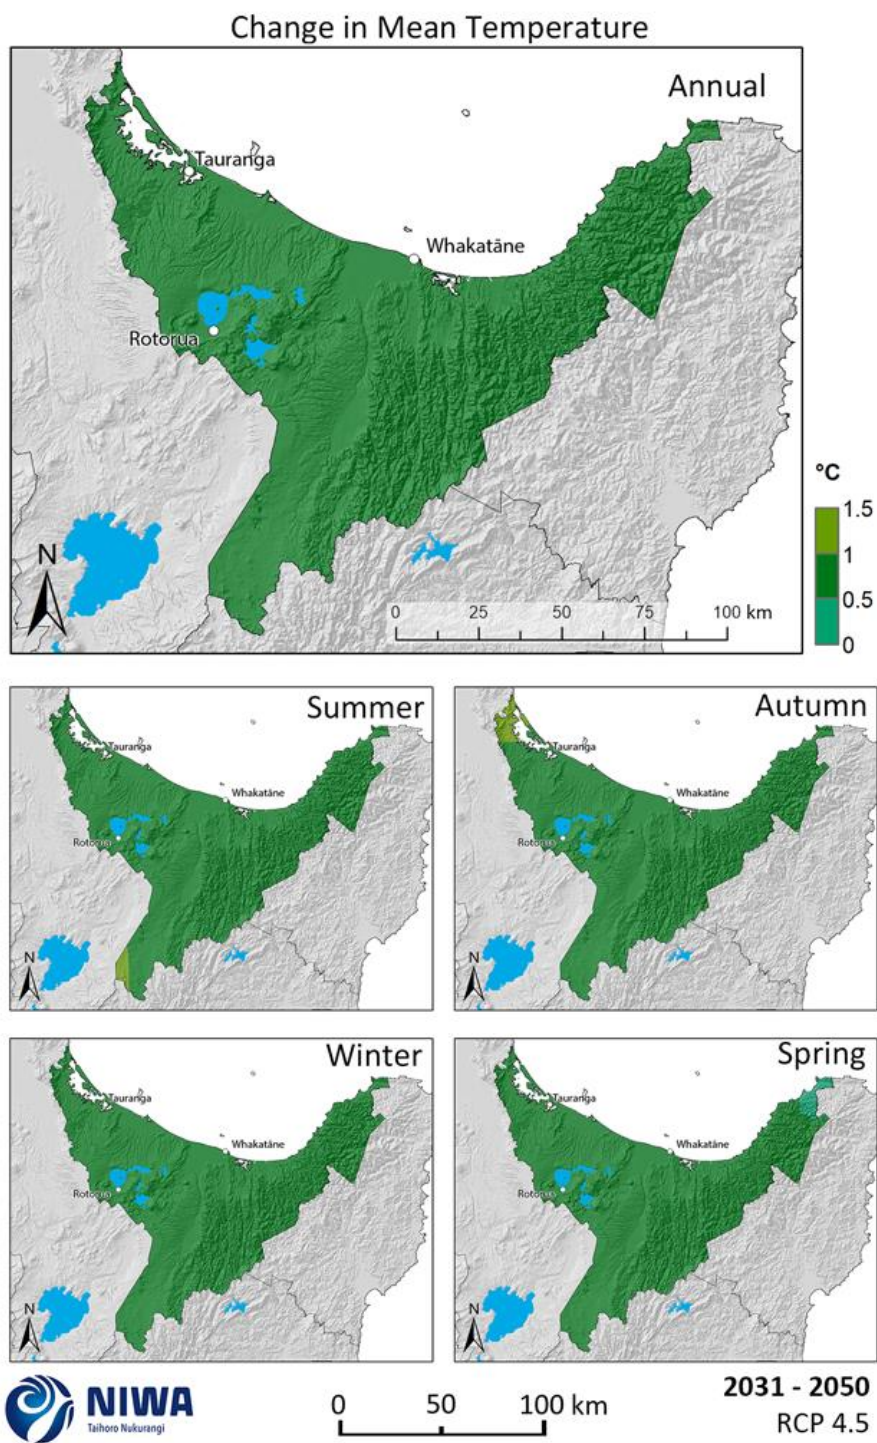 Change in Mean Temperature
Annual
Tauranga
Whakatāne
Rotorua
°C
1.5
1
0.5
0
N
0 25 50 75 100 km
Summer
Tauranga
Whakatāne
Rotorua
N
Autumn
Tauranga
Whakatāne
Rotorua
N
Winter
Tauranga
Whakatāne
Rotorua
N
Spring
Tauranga
Whakatāne
Rotorua
N
NIWA
Taihoro Nukurangi
0 50 100 km
2031 - 2050
RCP 4.5